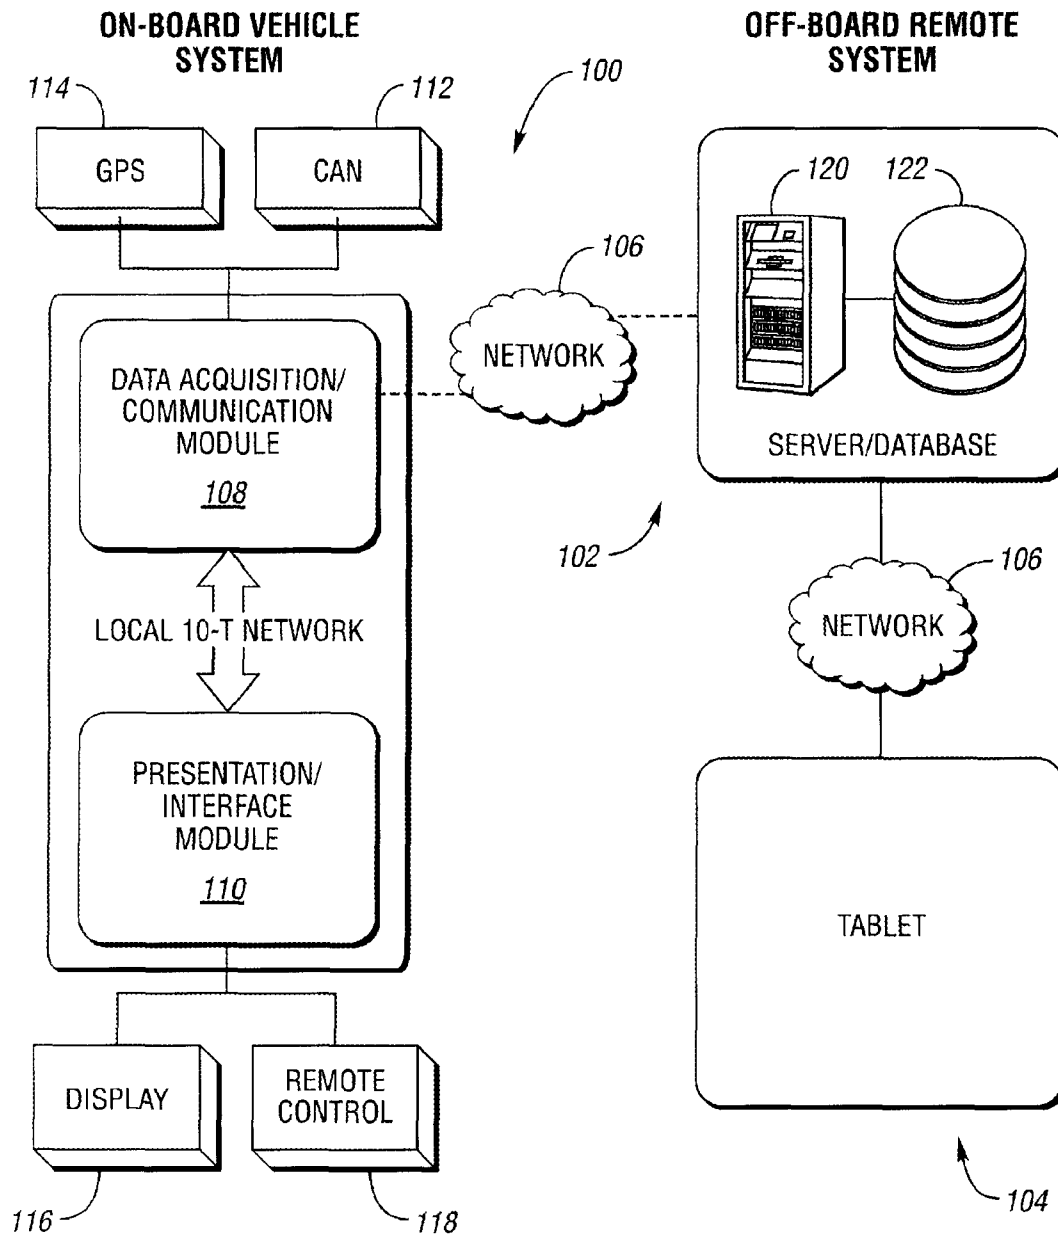 ON-BOARD VEHICLE
SYSTEM
OFF-BOARD REMOTE
SYSTEM
114
112
100
GPS
CAN
120
122
106
NETWORK
DATA ACQUISITION/
COMMUNICATION
MODULE
108
SERVER/DATABASE
102
106
NETWORK
LOCAL 10-T NETWORK
PRESENTATION/
INTERFACE
MODULE
110
TABLET
DISPLAY
REMOTE
CONTROL
116
118
104